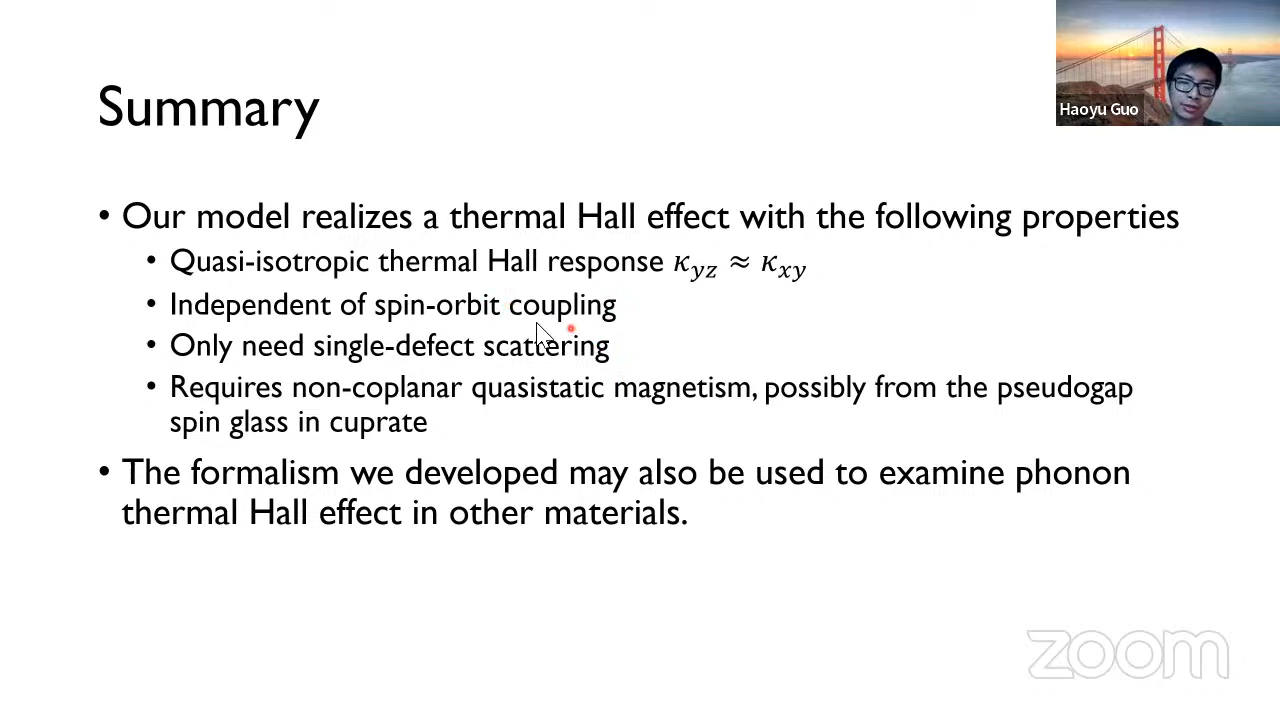 Haoyu Guo
Summary
• Our model realizes a thermal Hall effect with the following properties
• Quasi-isotropic thermal Hall response κ_yz ≈ κ_xy
• Independent of spin-orbit coupling
• Only need single-defect scattering
• Requires non-coplanar quasistatic magnetism, possibly from the pseudogap
spin glass in cuprate
• The formalism we developed may also be used to examine phonon
thermal Hall effect in other materials.
zoom